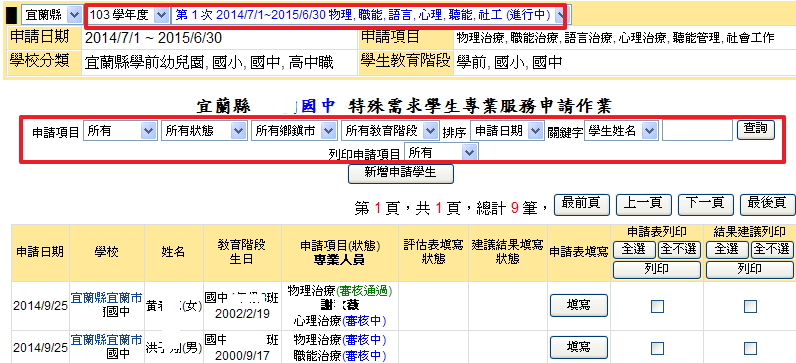 宜蘭縣 103 學年度 第 1 次 2014/7/1~2015/6/30 物理, 職能, 語言, 心理, 聽能, 社工 (進行中)
申請日期 2014/7/1 ~ 2015/6/30 申請項目 物理治療, 職能治療, 語言治療, 心理治療, 聽能管理, 社會工作
學校分類 宜蘭縣學前幼兒園, 國小, 國中, 高中職 學生教育階段 學前, 國小, 國中
宜蘭縣 國中 特殊需求學生專業服務申請作業
申請項目 所有 所有狀態 所有鄉鎮市 所有教育階段 排序 申請日期 關鍵字 學生姓名 查詢
列印申請項目 所有
新增申請學生
第 1 頁，共 1 頁，總計 9 筆， 最前頁 上一頁 下一頁 最後頁
申請日期 學校 姓名 教育階段 生日 申請項目(狀態) 專業人員 評估表填寫 狀態 建議結果填寫 狀態 申請表填寫 申請表列印 全選 全不選 列印 結果建議列印 全選 全不選 列印
2014/9/25 宜蘭縣宜蘭市 國中 黃 (女) 國中 班 2002/2/19 物理治療(審核通過) 謝 薇 心理治療(審核中) 填寫
2014/9/25 宜蘭縣宜蘭市 國中 洪 (男) 國中 班 2000/9/17 物理治療(審核中) 職能治療(審核中) 填寫